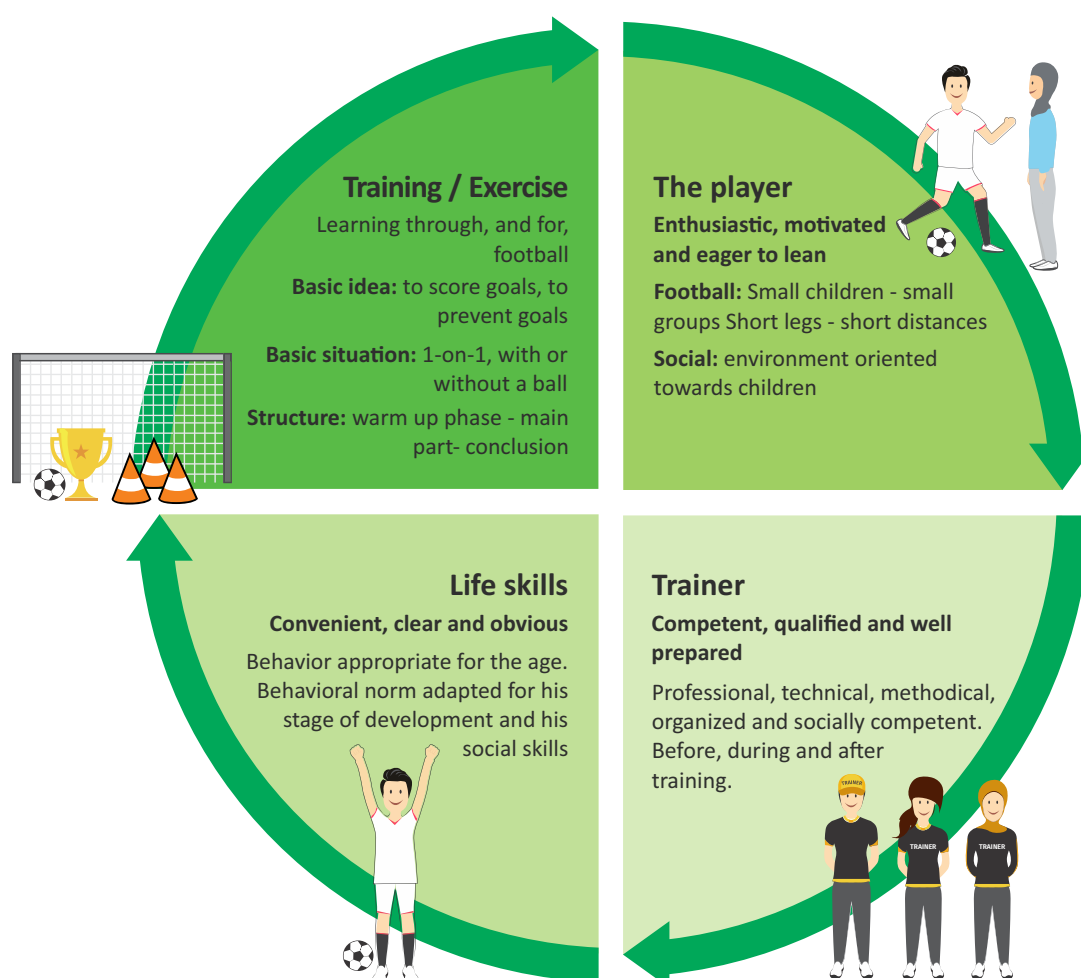 Training / Exercise
Learning through, and for,
football
Basic idea: to score goals, to
prevent goals
Basic situation: 1-on-1, with or
without a ball
Structure: warm up phase - main
part- conclusion
The player
Enthusiastic, motivated
and eager to lean
Football: Small children - small
groups Short legs - short distances
Social: environment oriented
towards children
Life skills
Convenient, clear and obvious
Behavior appropriate for the age.
Behavioral norm adapted for his
stage of development and his
social skills
Trainer
Competent, qualified and well
prepared
Professional, technical, methodical,
organized and socially competent.
Before, during and after
training.
TRAINER
TRAINER
TRAINER